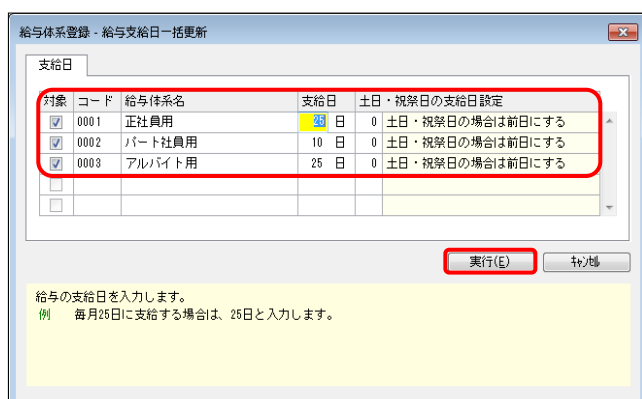 給与体系登録 - 給与支給日一括更新
支給日
対象 コード 給与体系名 支給日 土日・祝祭日の支給日設定
0001 正社員用 25 日 0 土日・祝祭日の場合は前日にする
0002 パート社員用 10 日 0 土日・祝祭日の場合は前日にする
0003 アルバイト用 25 日 0 土日・祝祭日の場合は前日にする
実行(E) ｷｬﾝｾﾙ
給与の支給日を入力します。
例 毎月25日に支給する場合は、25日と入力します。